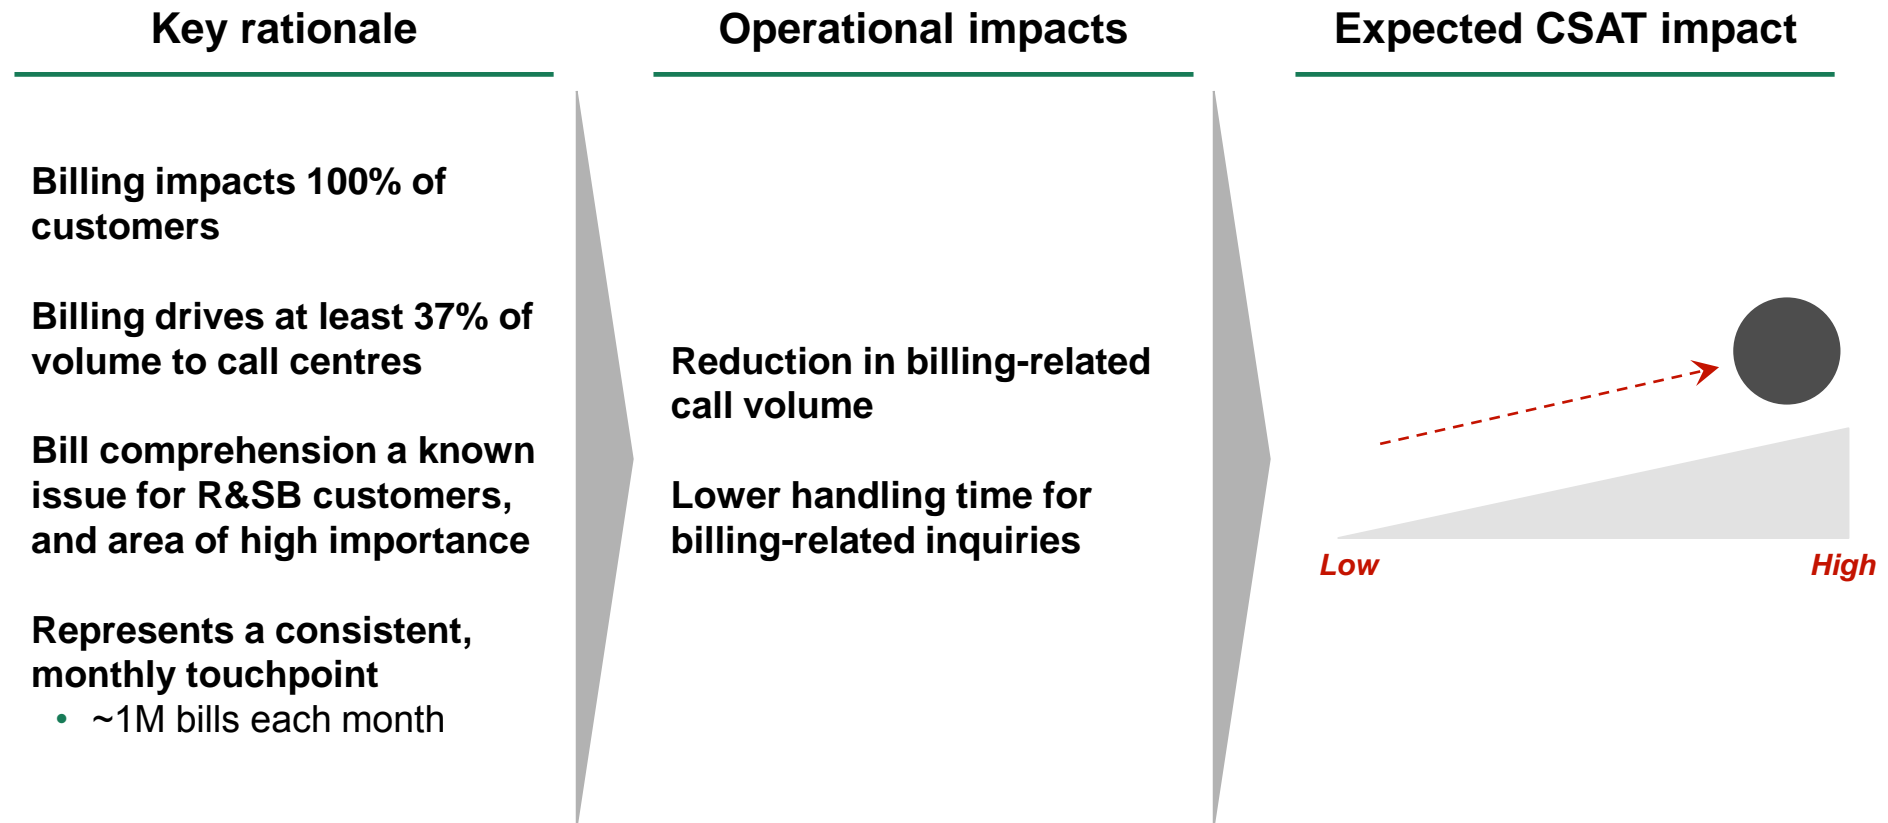 Key rationale
Billing impacts 100% of
customers
Billing drives at least 37% of
volume to call centres
Bill comprehension a known
issue for R&SB customers,
and area of high importance
Represents a consistent,
monthly touchpoint
• ~1M bills each month
Operational impacts
Reduction in billing-related
call volume
Lower handling time for
billing-related inquiries
Expected CSAT impact
Low
High